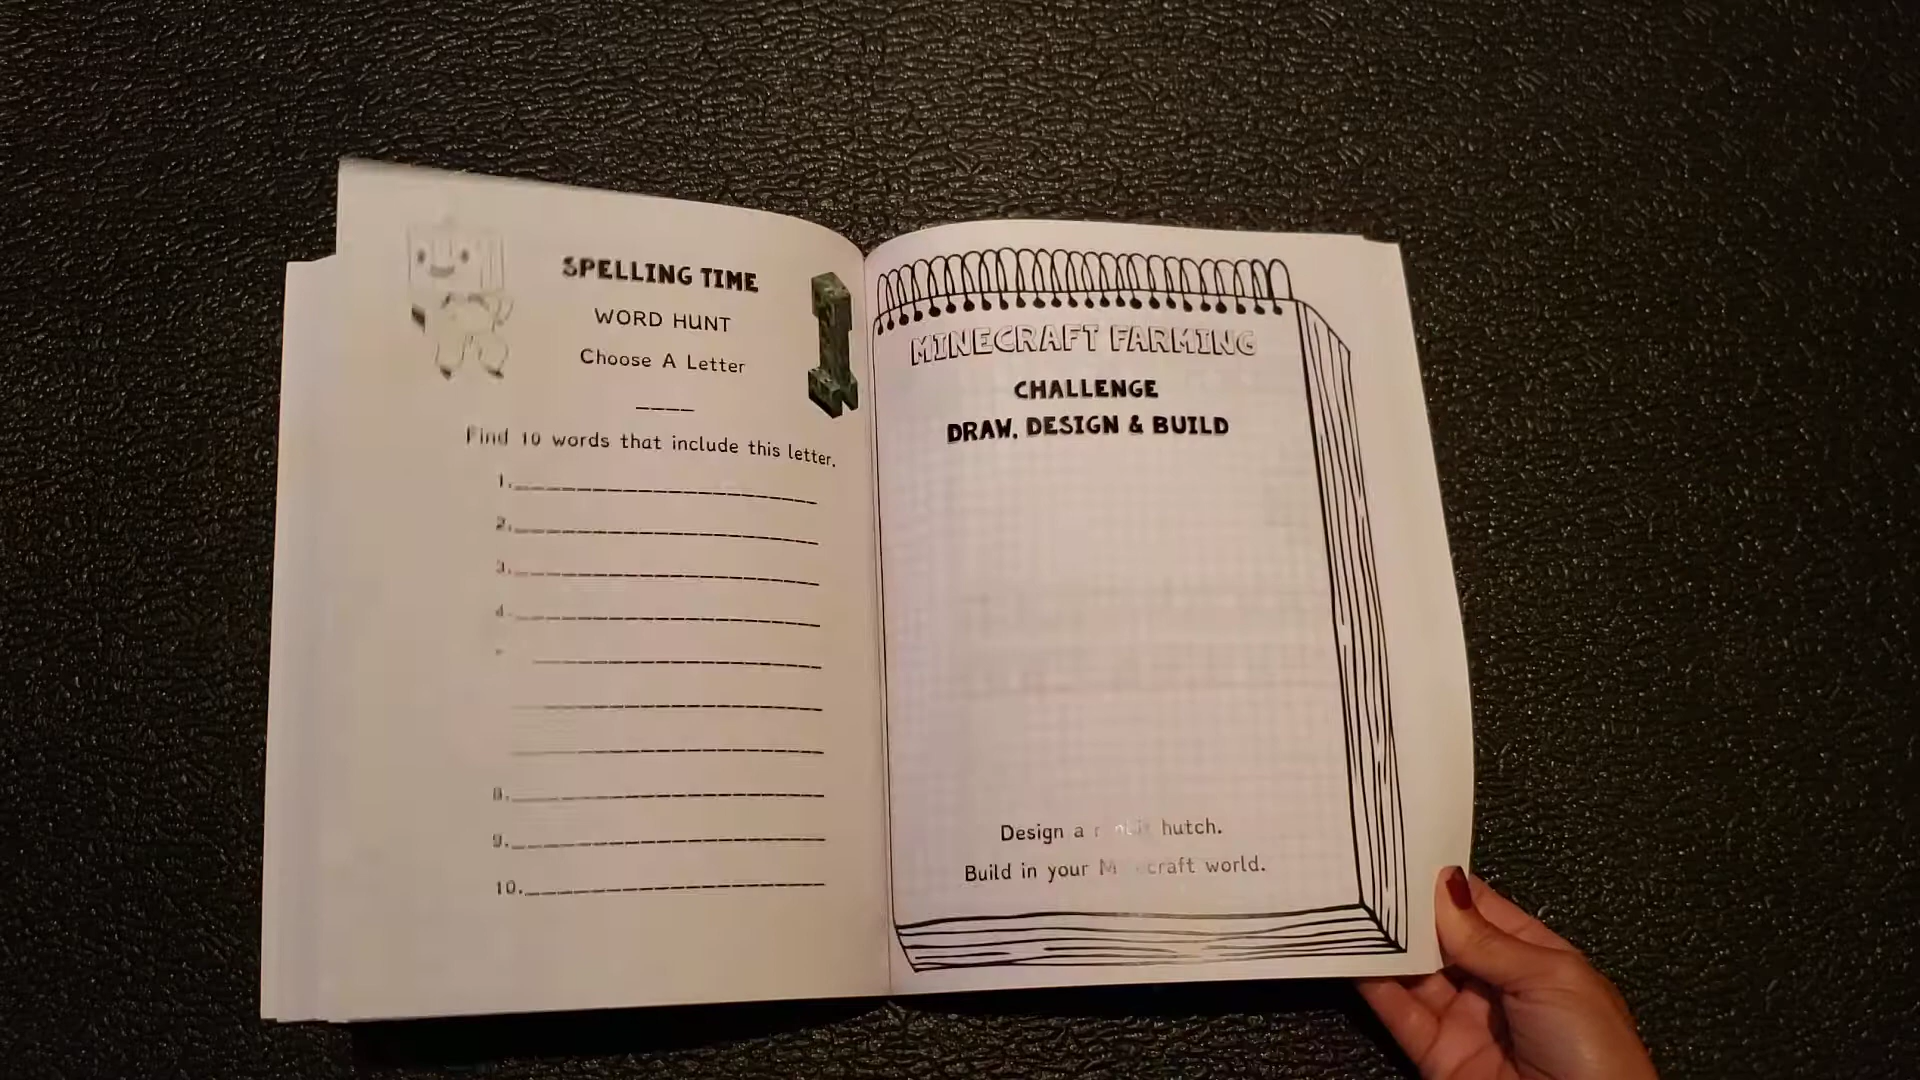 SPELLING TIME
WORD HUNT
Choose A Letter
Find 10 words that include this letter.
1.
2.
3.
4.
8.
9.
10.
MINECRAFT FARMING
CHALLENGE
DRAW, DESIGN & BUILD
Design a hutch.
Build in your world.